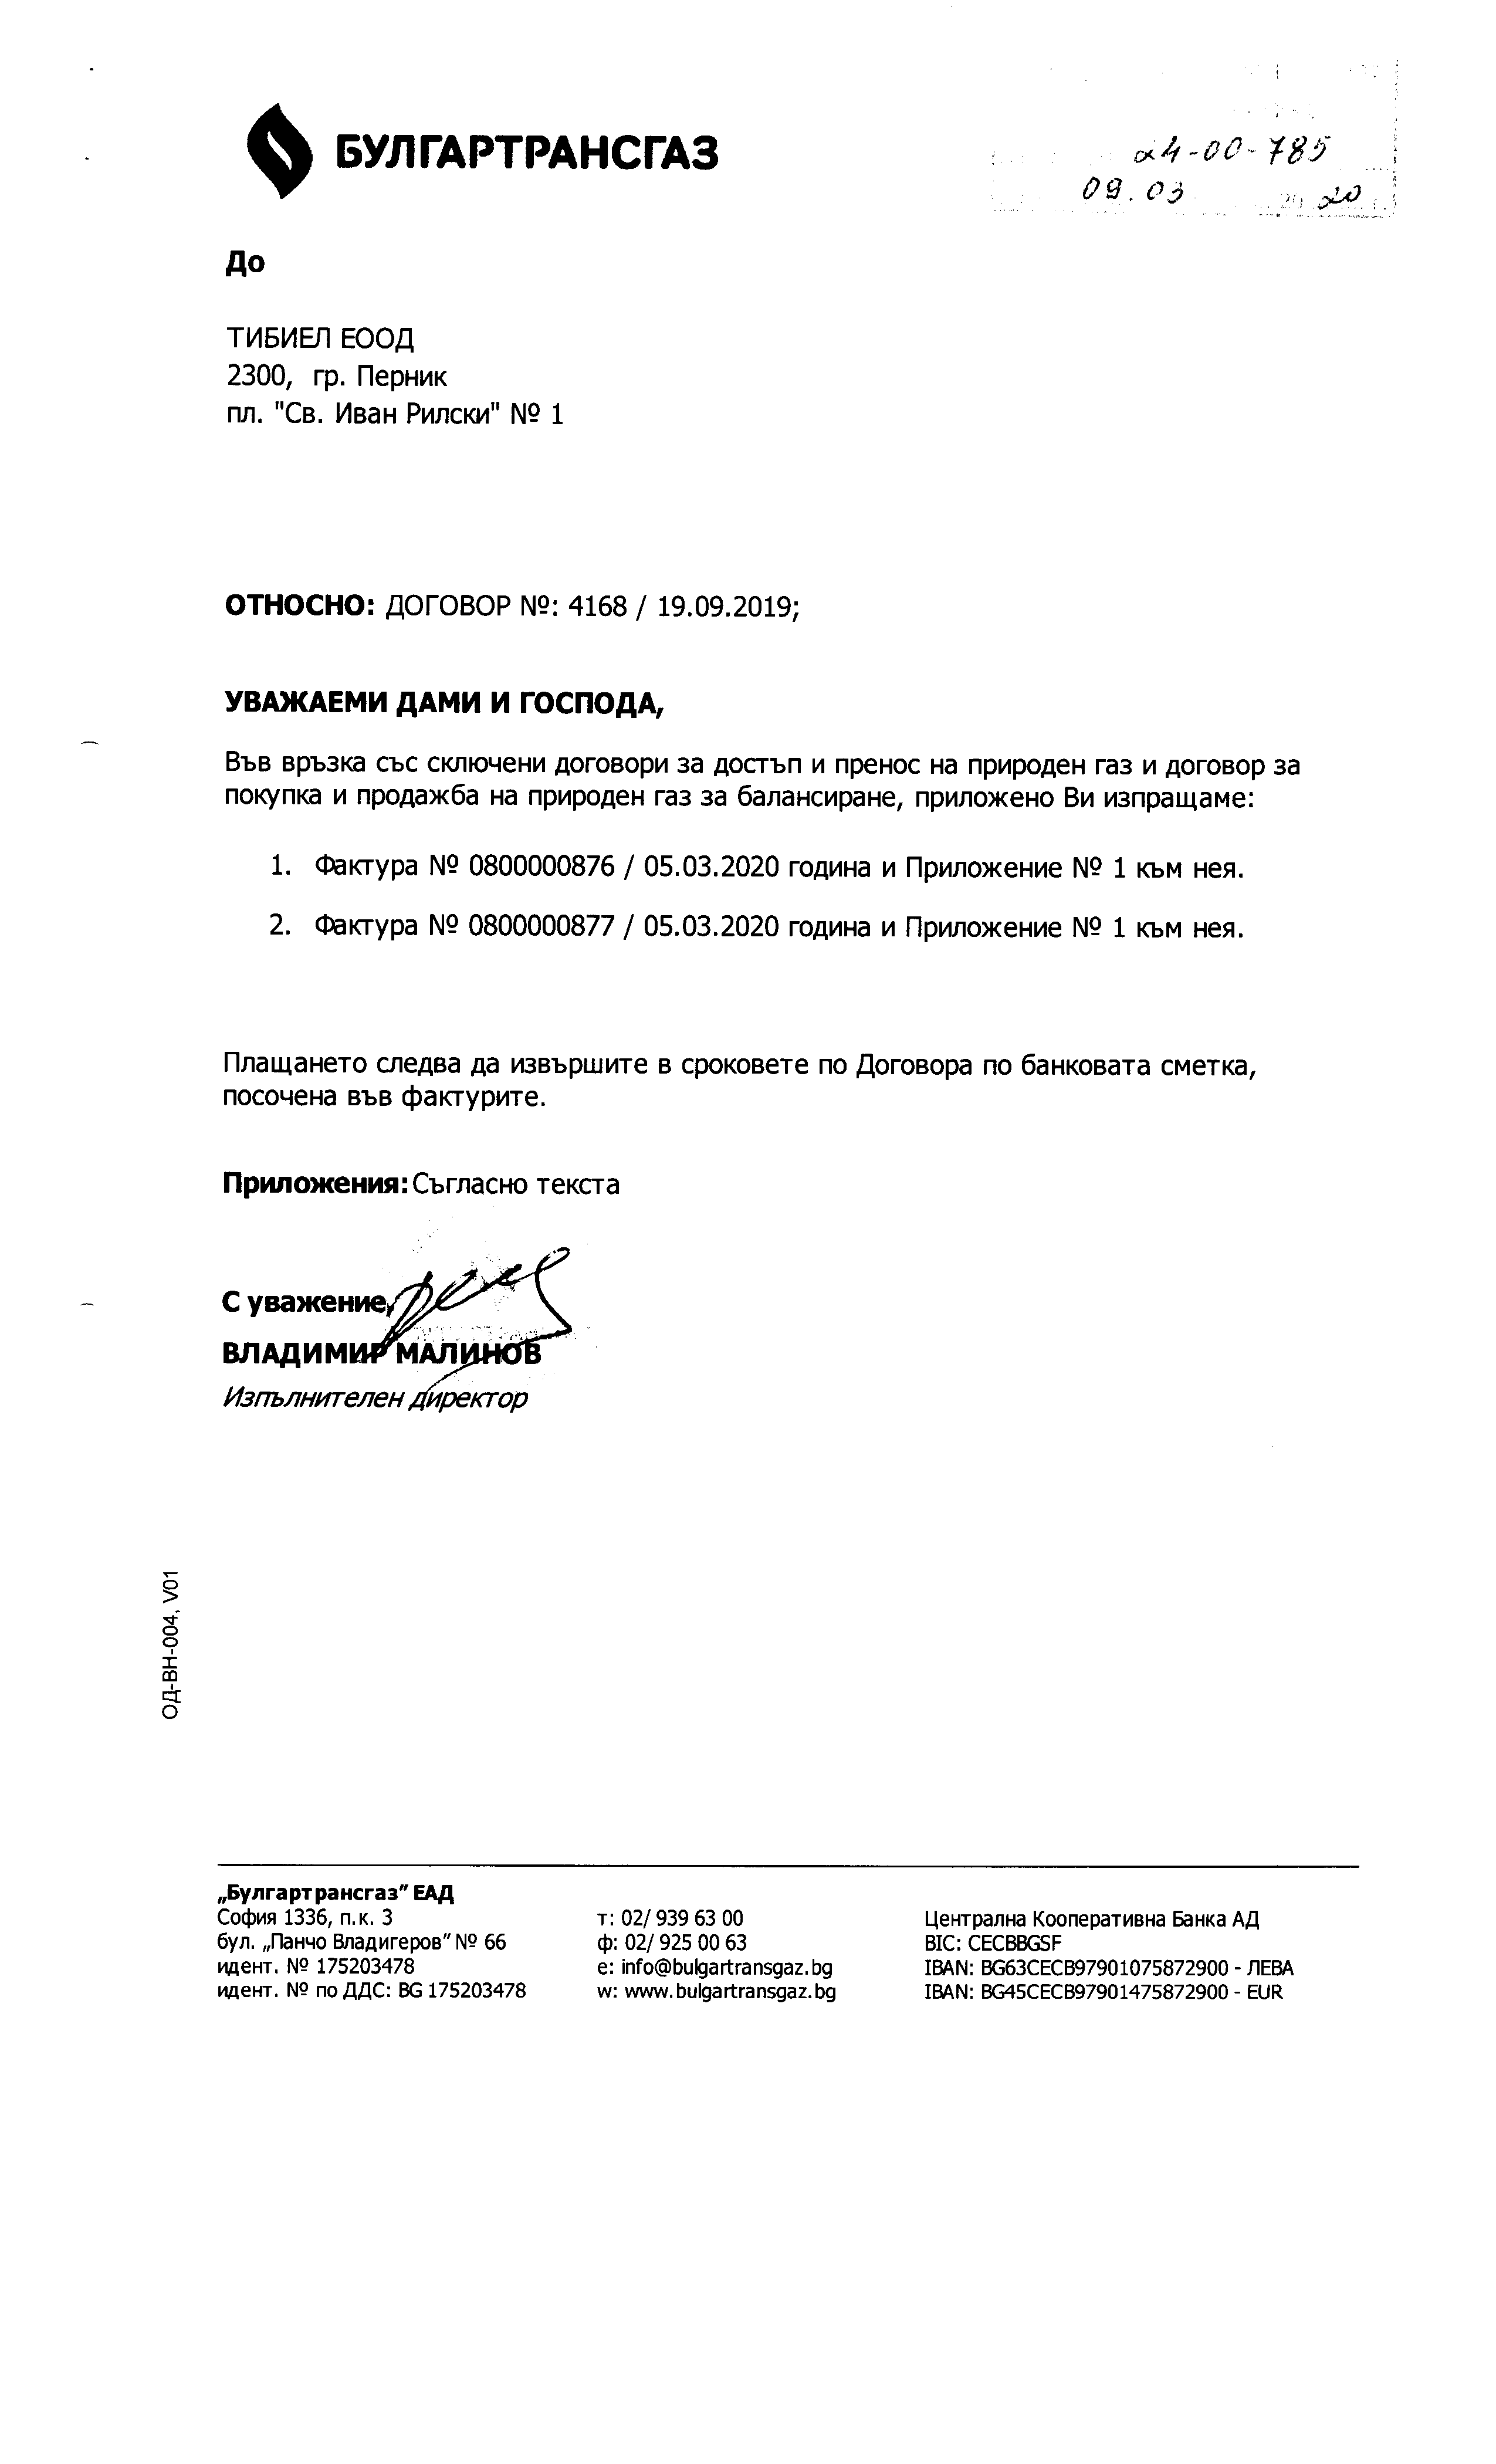 БУЛГАРТРАНСГАЗ
24-00-785
09.03 20 20
До
ТИБИЕЛ ЕООД
2300, гр. Перник
пл. "Св. Иван Рилски" № 1
ОТНОСНО: ДОГОВОР №: 4168 / 19.09.2019;
УВАЖАЕМИ ДАМИ И ГОСПОДА,
Във връзка със сключени договори за достъп и пренос на природен газ и договор за
покупка и продажба на природен газ за балансиране, приложено Ви изпращаме:
1. Фактура № 0800000876 / 05.03.2020 година и Приложение № 1 към нея.
2. Фактура № 0800000877 / 05.03.2020 година и Приложение № 1 към нея.
Плащането следва да извършите в сроковете по Договора по банковата сметка,
посочена във фактурите.
Приложения: Съгласно текста
С уважение,
ВЛАДИМИР МАЛИНОВ
Изпълнителен директор
ОД-ВН-004, V01
„Булгартрансгаз" ЕАД
София 1336, п.к. 3
бул. „Панчо Владигеров" № 66
идент. № 175203478
идент. № по ДДС: BG 175203478
т: 02/ 939 63 00
ф: 02/ 925 00 63
e: info@bulgartransgaz.bg
w: www.bulgartransgaz.bg
Централна Кооперативна Банка АД
BIC: CECBBGSF
IBAN: BG63CECB97901075872900 - ЛЕВА
IBAN: BG45CECB97901475872900 - EUR